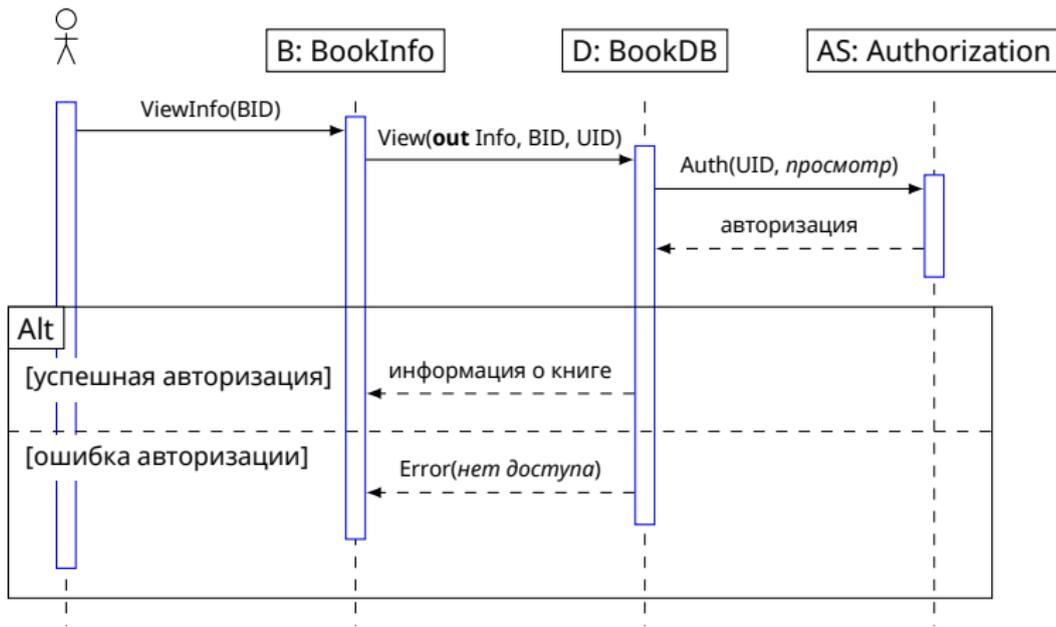 B: BookInfo
D: BookDB
AS: Authorization
ViewInfo(BID)
View(out Info, BID, UID)
Auth(UID, просмотр)
авторизация
Alt
[успешная авторизация]
информация о книге
[ошибка авторизации]
Error(нет доступа)